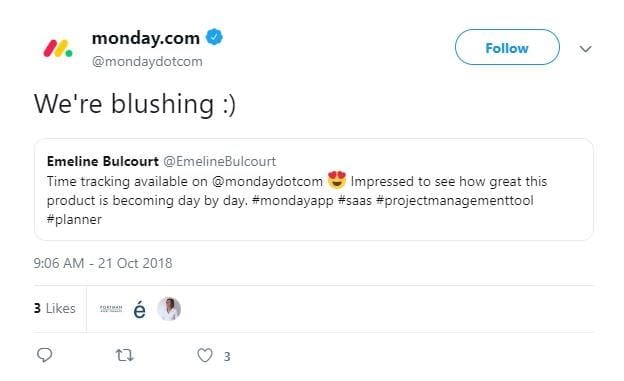 monday.com
@mondaydotcom
Follow
We're blushing :)
Emeline Bulcourt @EmelineBulcourt
Time tracking available on @mondaydotcom 😍 Impressed to see how great this
product is becoming day by day. #mondayapp #saas #projectmanagementtool
#planner
9:06 AM - 21 Oct 2018
3 Likes
é
3